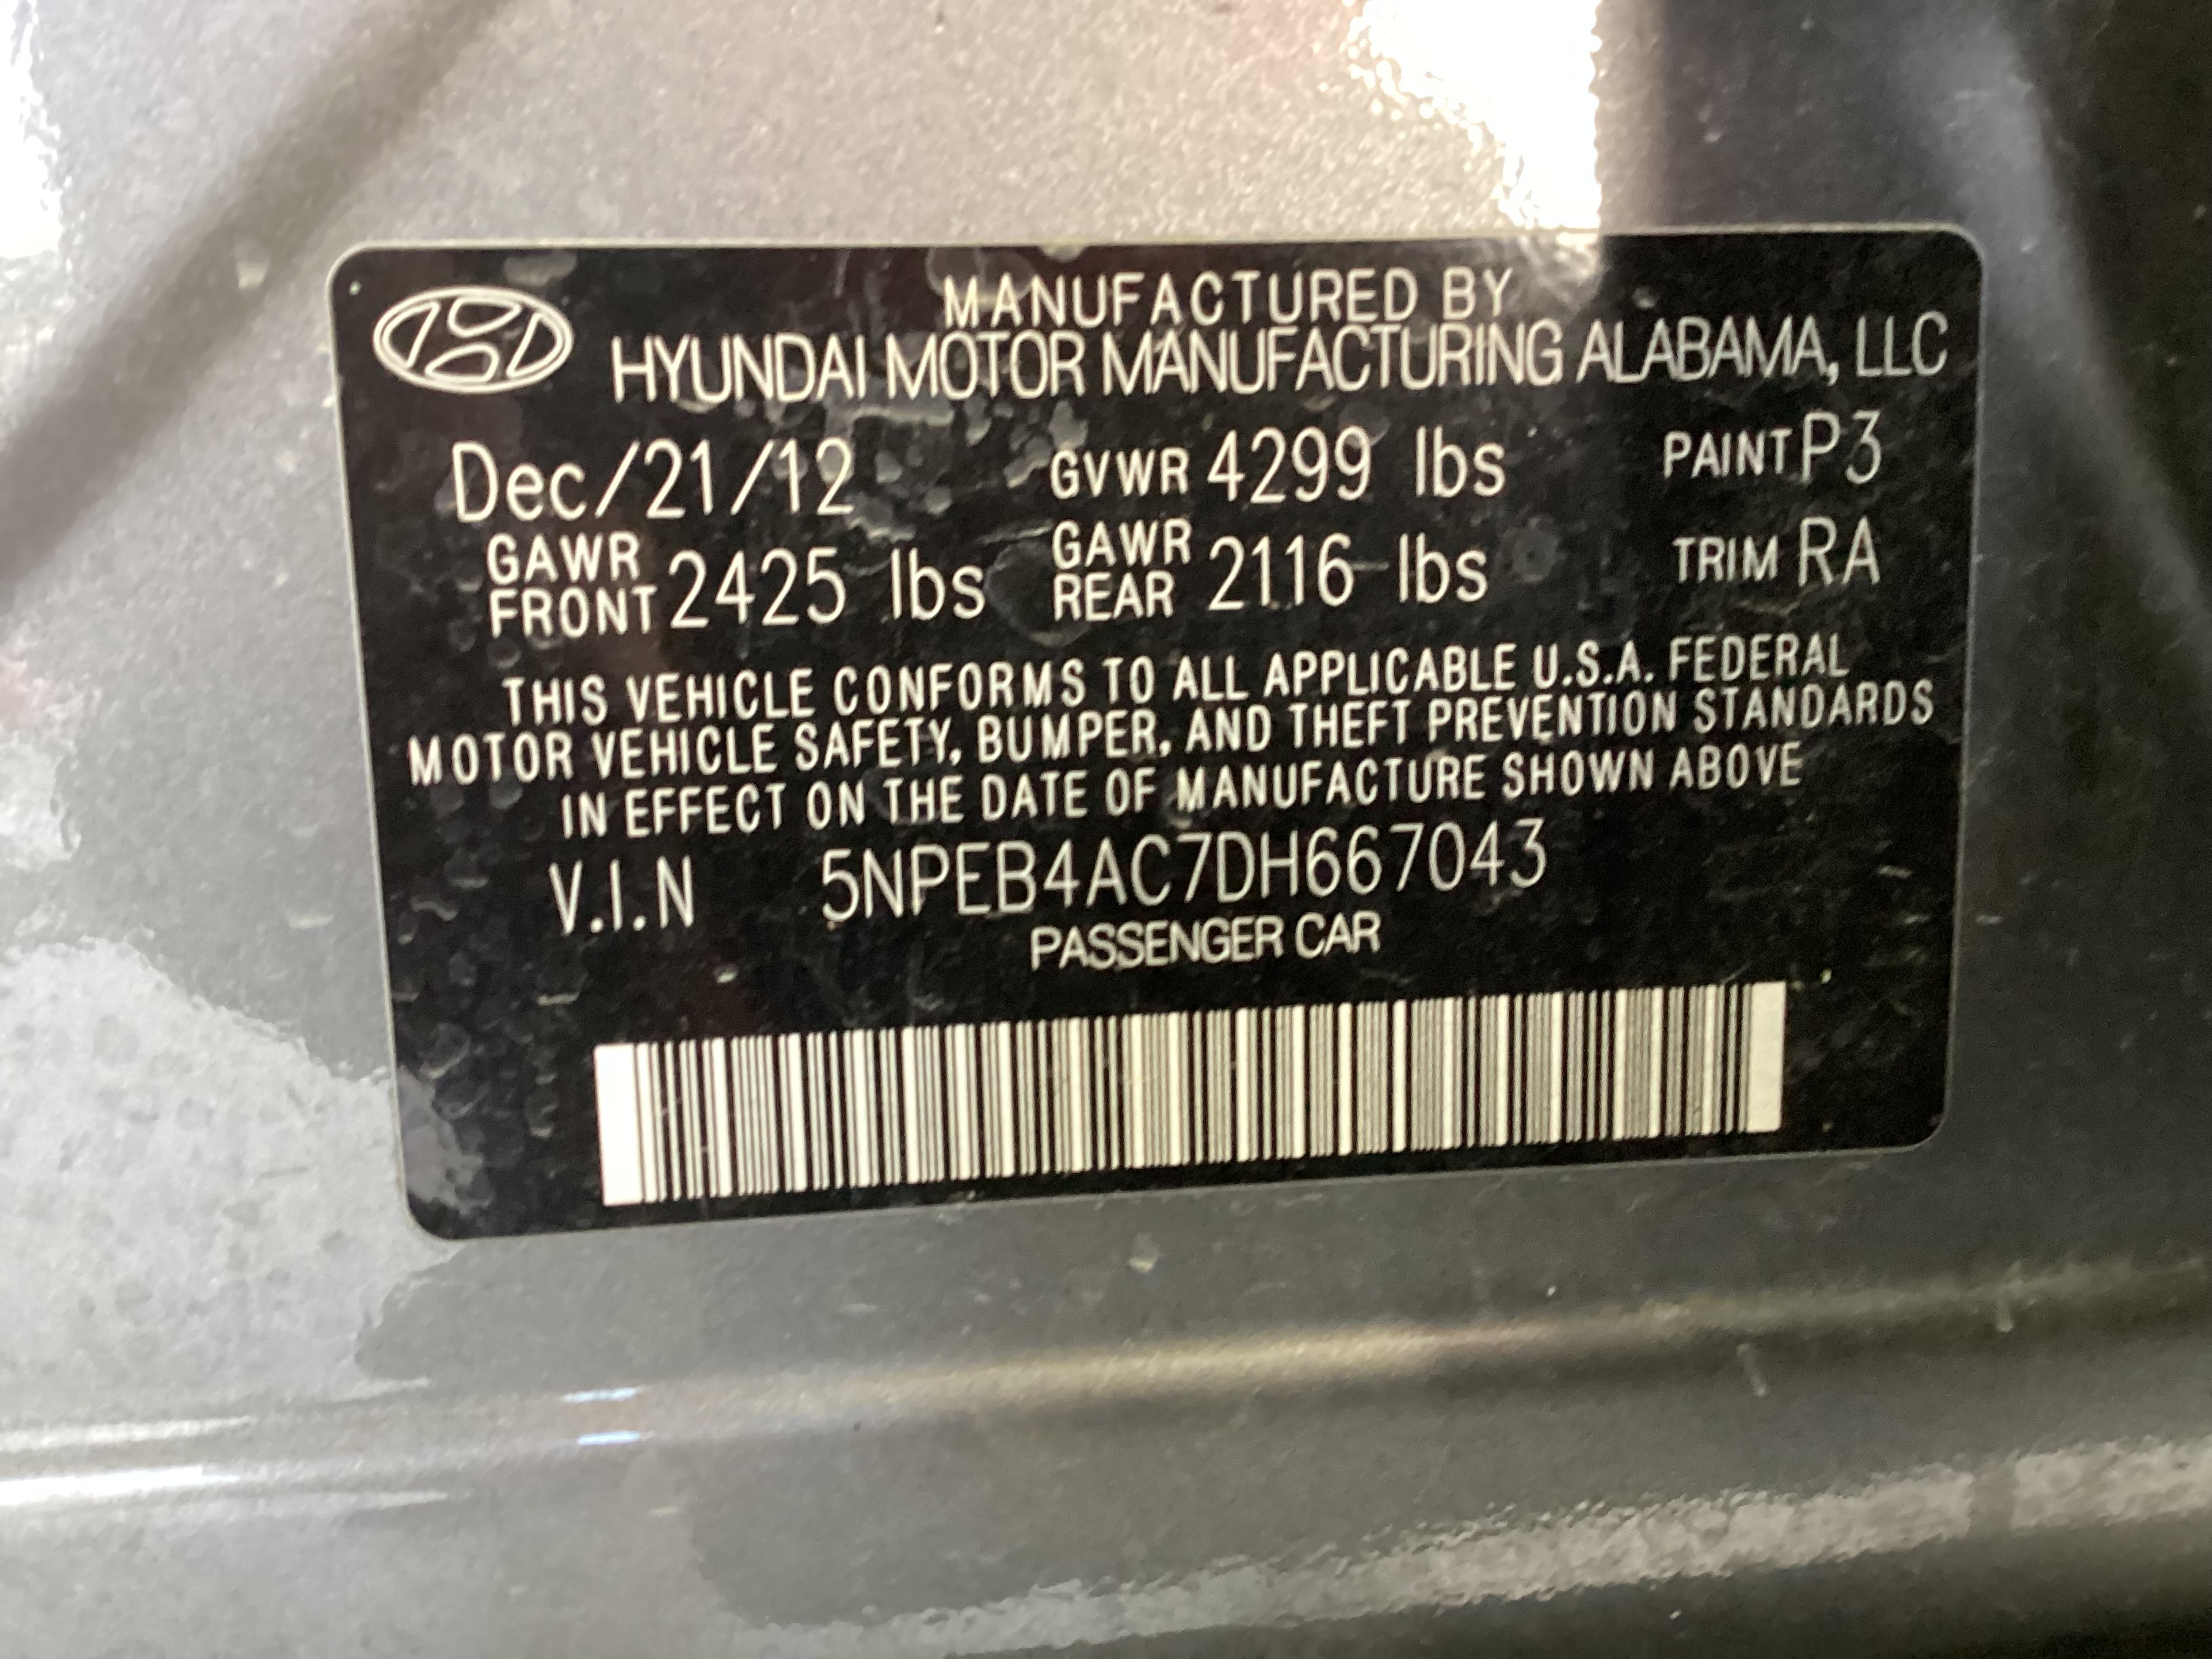 MANUFACTURED BY
HYUNDAI MOTOR MANUFACTURING ALABAMA, LLC
Dec/21/12 GVWR 4299 lbs PAINT P3
GAWR FRONT 2425 lbs GAWR REAR 2116 lbs TRIM RA
THIS VEHICLE CONFORMS TO ALL APPLICABLE U.S.A. FEDERAL
MOTOR VEHICLE SAFETY, BUMPER, AND THEFT PREVENTION STANDARDS
IN EFFECT ON THE DATE OF MANUFACTURE SHOWN ABOVE
V.I.N 5NPEB4AC7DH667043
PASSENGER CAR